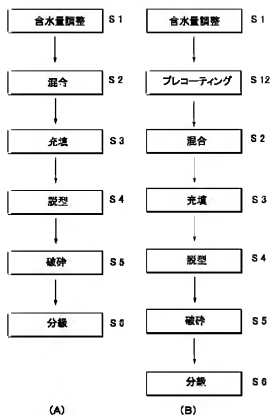 含水量調整 S1
混合 S2
充填 S3
脱型 S4
破砕 S5
分級 S6
(A)
含水量調整 S1
プレコーティング S12
混合 S2
充填 S3
脱型 S4
破砕 S5
分級 S6
(B)